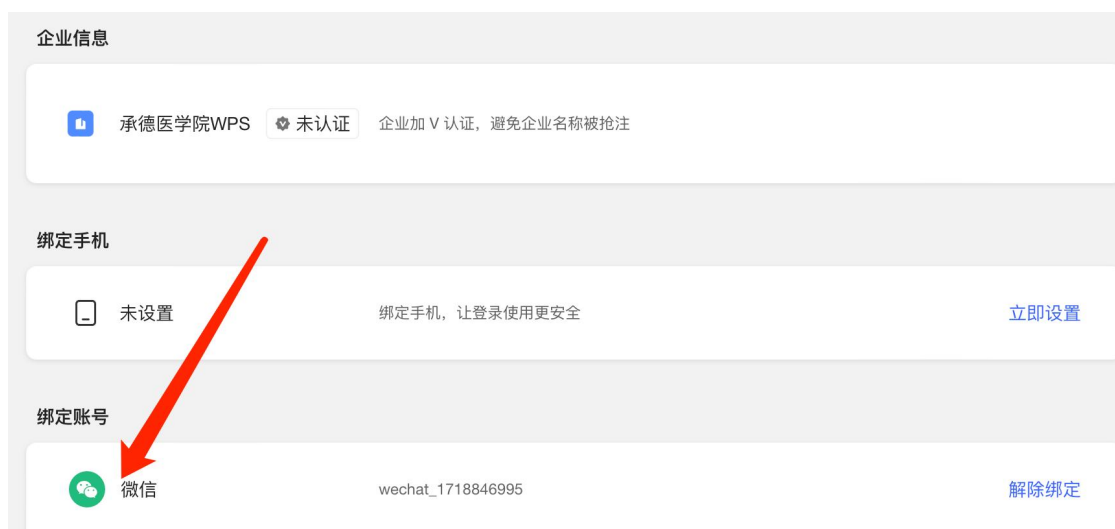 企业信息
承德医学院WPS 未认证 企业加 V 认证，避免企业名称被抢注
绑定手机
未设置 绑定手机，让登录使用更安全 立即设置
绑定账号
微信 wechat_1718846995 解除绑定